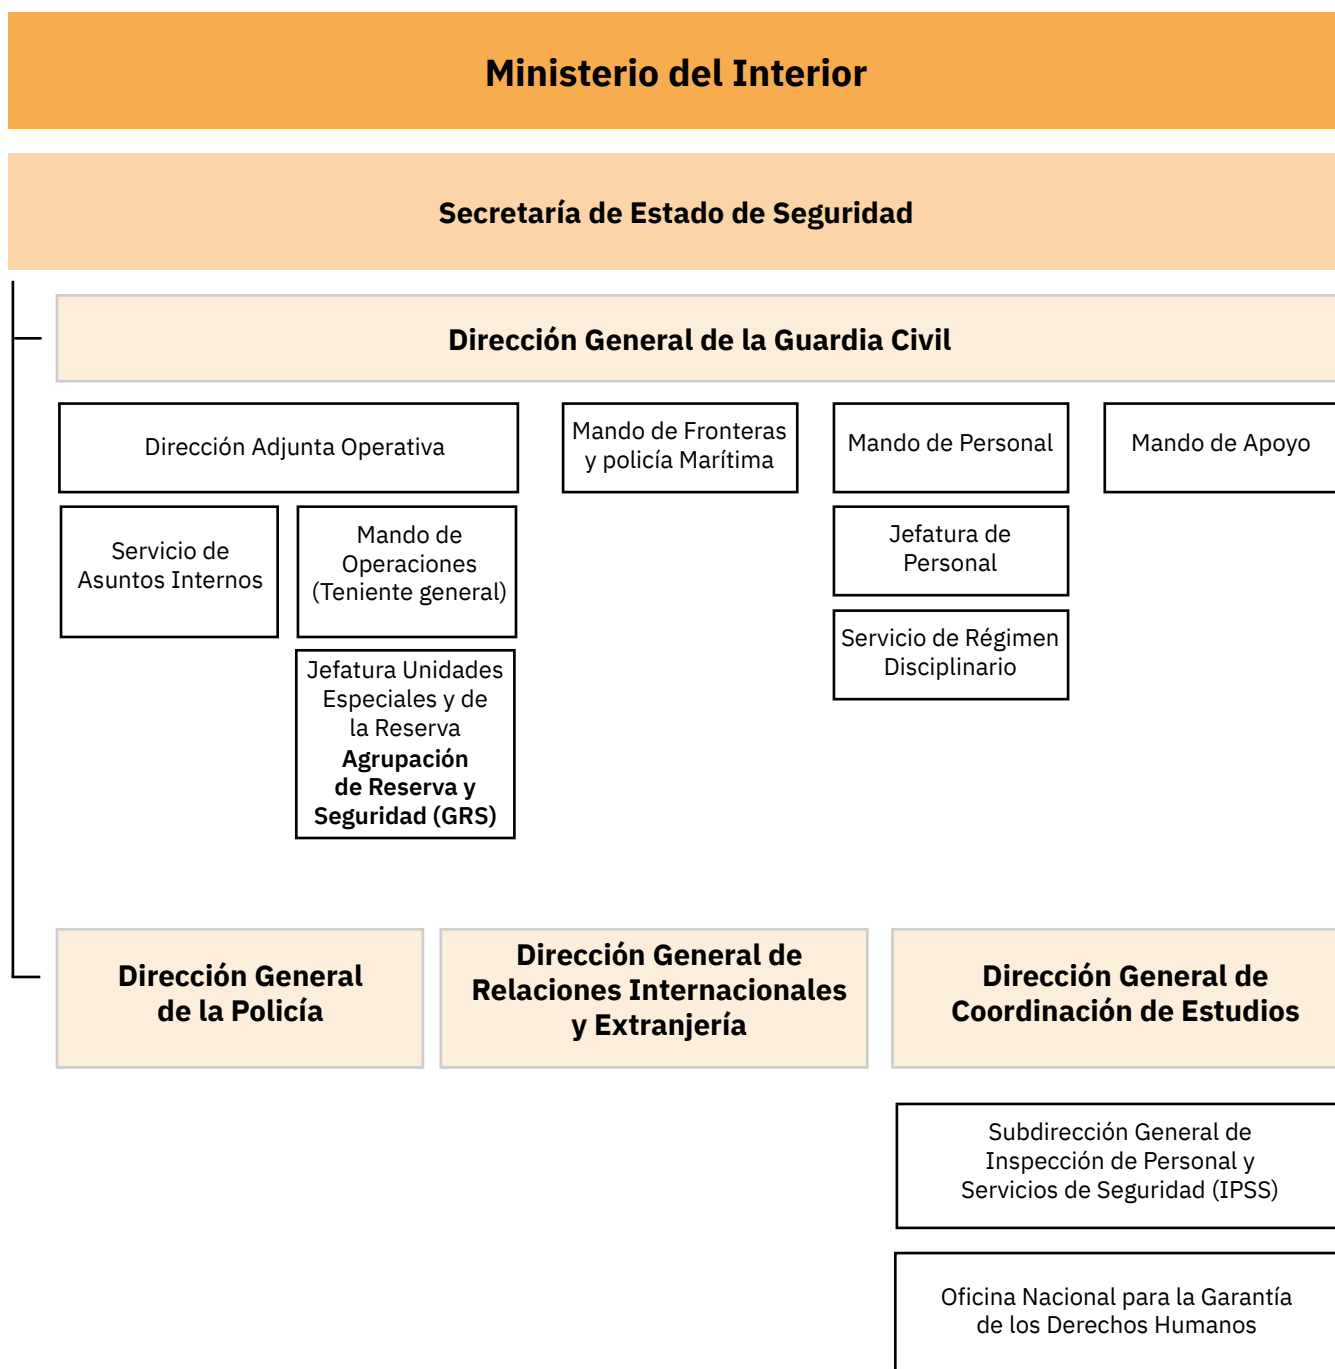 Ministerio del Interior
Secretaría de Estado de Seguridad
Dirección General de la Guardia Civil
Dirección Adjunta Operativa
Mando de Fronteras
y policía Marítima
Mando de Personal
Mando de Apoyo
Servicio de
Asuntos Internos
Mando de
Operaciones
(Teniente general)
Jefatura de
Personal
Servicio de Régimen
Disciplinario
Jefatura Unidades
Especiales y de
la Reserva
Agrupación
de Reserva y
Seguridad (GRS)
Dirección General
de la Policía
Dirección General de
Relaciones Internacionales
y Extranjería
Dirección General de
Coordinación de Estudios
Subdirección General de
Inspección de Personal y
Servicios de Seguridad (IPSS)
Oficina Nacional para la Garantía
de los Derechos Humanos